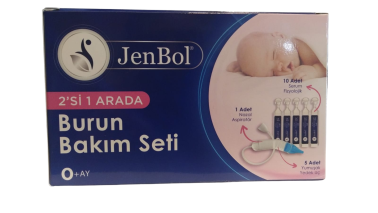 JenBol®
2'Sİ 1 ARADA
Burun
Bakım Seti
0+AY
10 Adet
Serum
Fizyolojik
1 Adet
Nazal
Aspiratör
5 Adet
Yumuşak